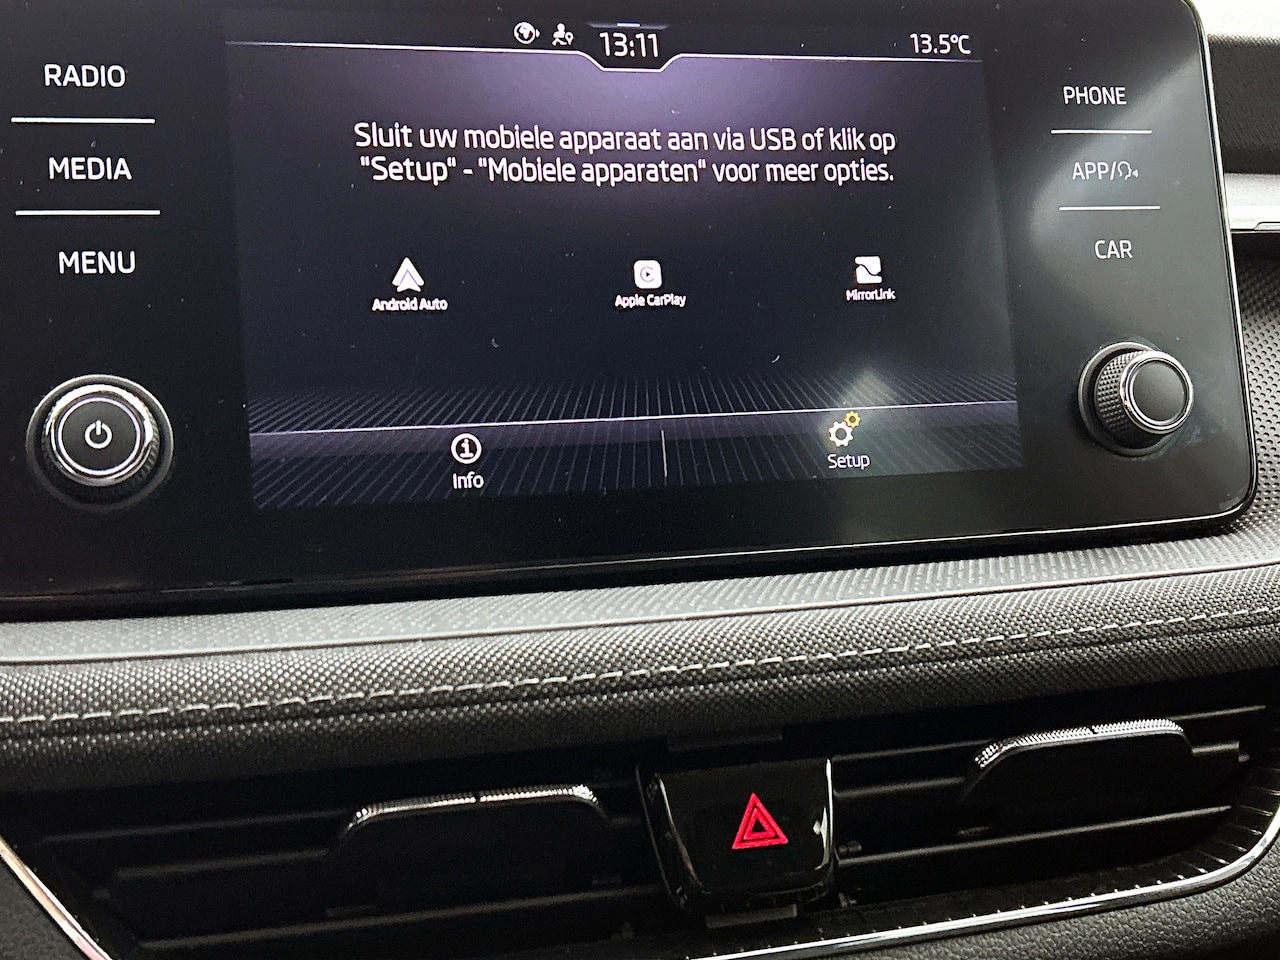 13:11
13.5°C
RADIO
MEDIA
MENU
Sluit uw mobiele apparaat aan via USB of klik op
"Setup" - "Mobiele apparaten" voor meer opties.
Android Auto
Apple CarPlay
MirrorLink
Info
Setup
PHONE
APP/
CAR